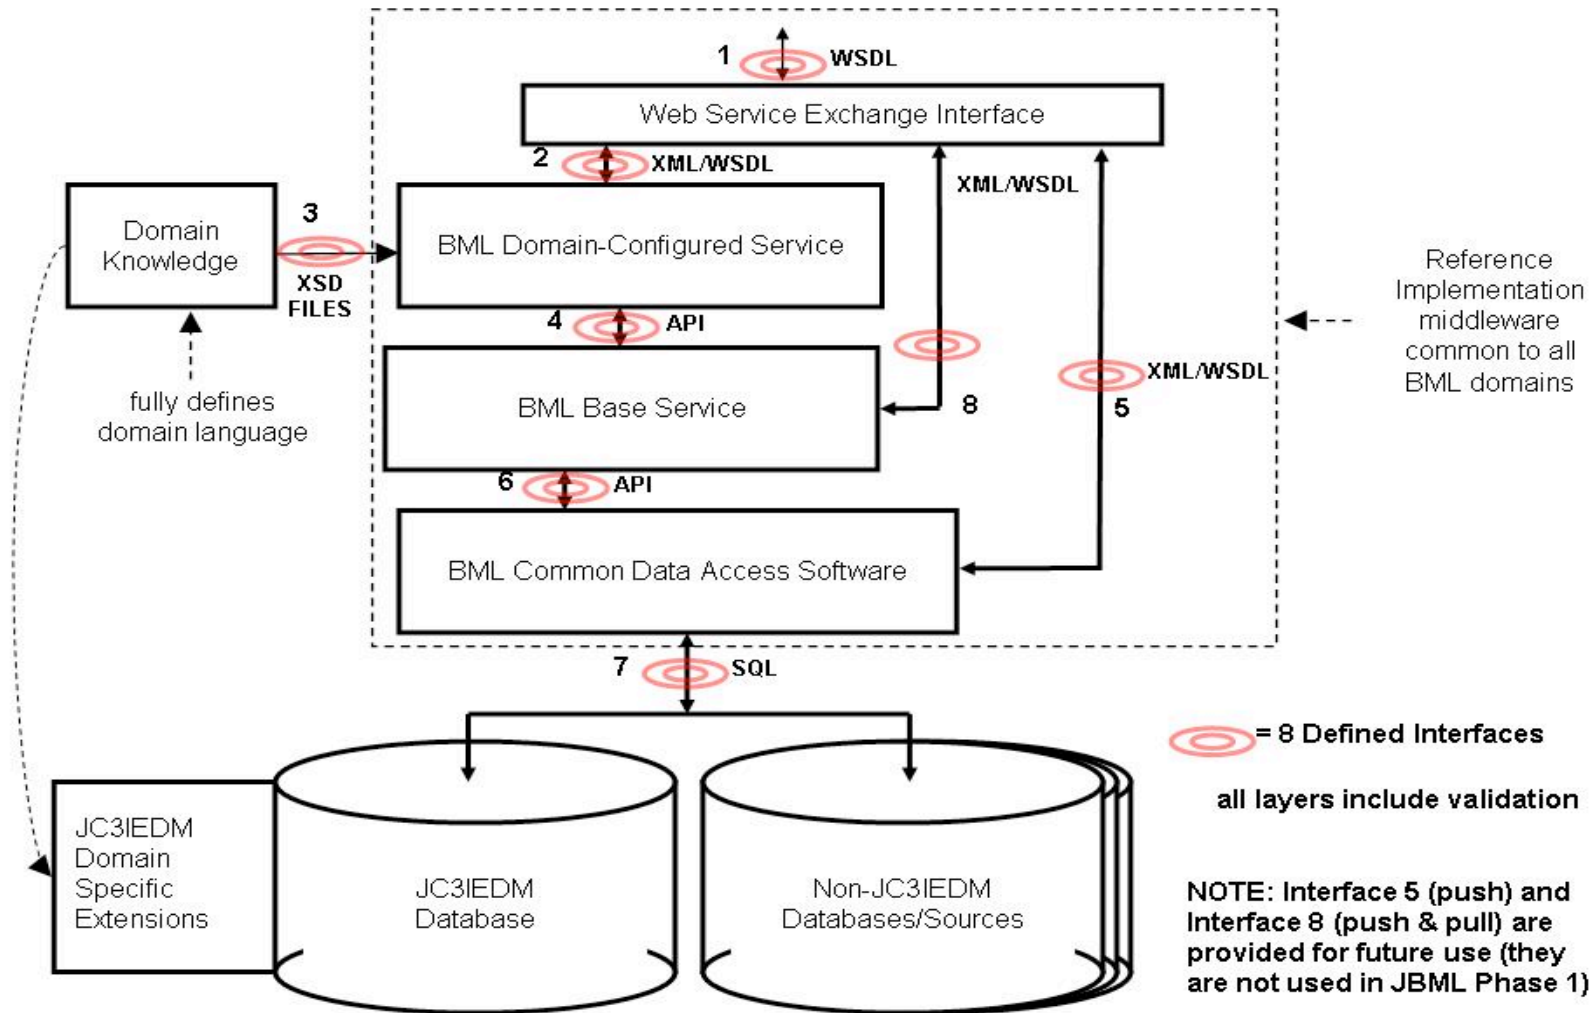 1
WSDL
Web Service Exchange Interface
2
XML/WSDL
XML/WSDL
Domain
Knowledge
3
XSD
FILES
BML Domain-Configured Service
Reference
Implementation
middleware
common to all
BML domains
4
API
fully defines
domain language
BML Base Service
8
XML/WSDL
5
6
API
BML Common Data Access Software
7
SQL
= 8 Defined Interfaces
all layers include validation
JC3IEDM
Domain
Specific
Extensions
JC3IEDM
Database
Non-JC3IEDM
Databases/Sources
NOTE: Interface 5 (push) and
Interface 8 (push & pull) are
provided for future use (they
are not used in JBML Phase 1)